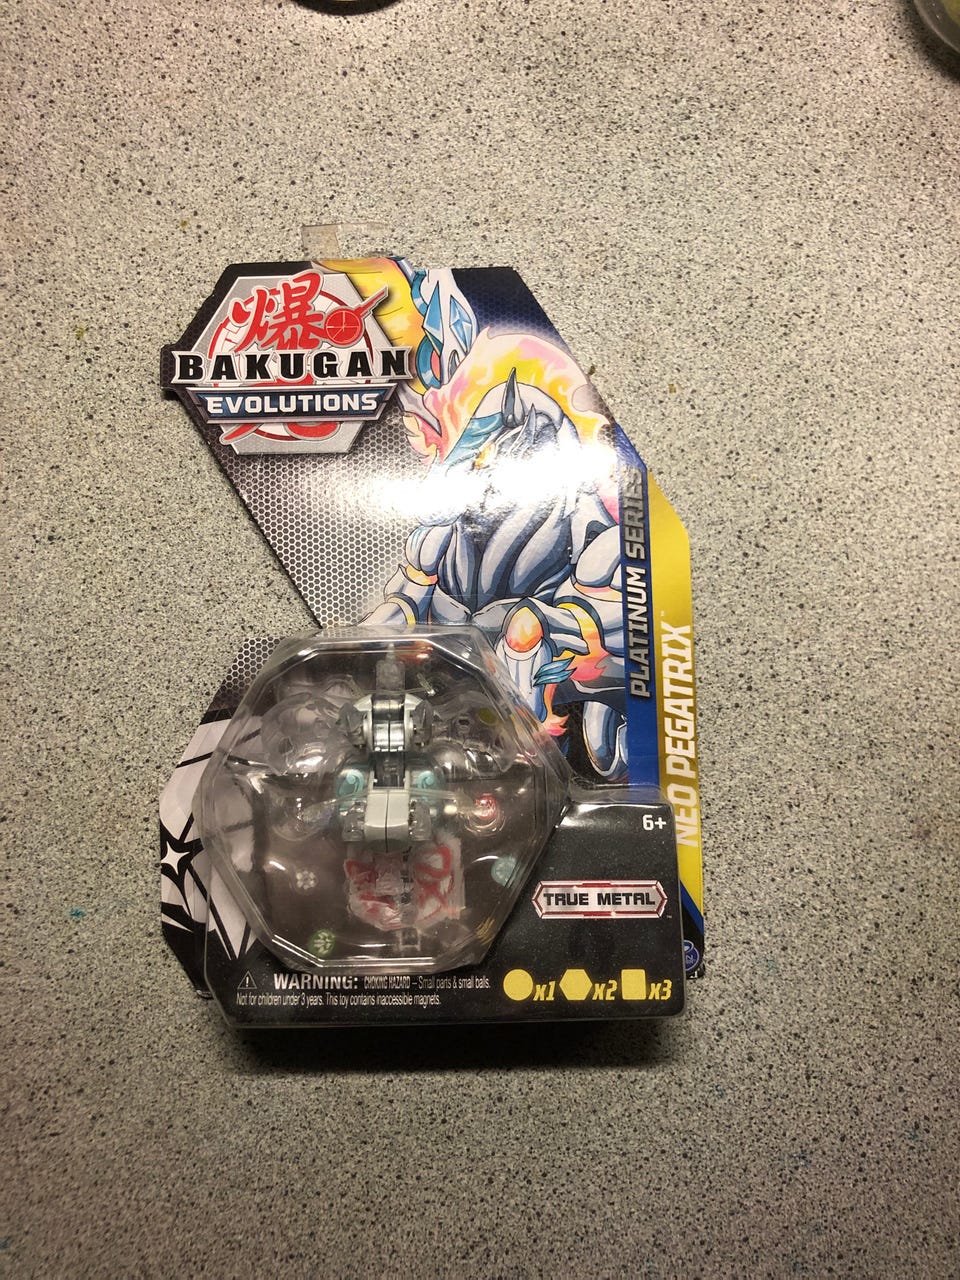 爆
BAKUGAN
EVOLUTIONS
PLATINUM SERIES
NEO PEGATRIX™
6+
TRUE METAL
WARNING: CHOKING HAZARD – Small parts & small balls.
Not for children under 3 years. This toy contains inaccessible magnets.
x1 x2 x3